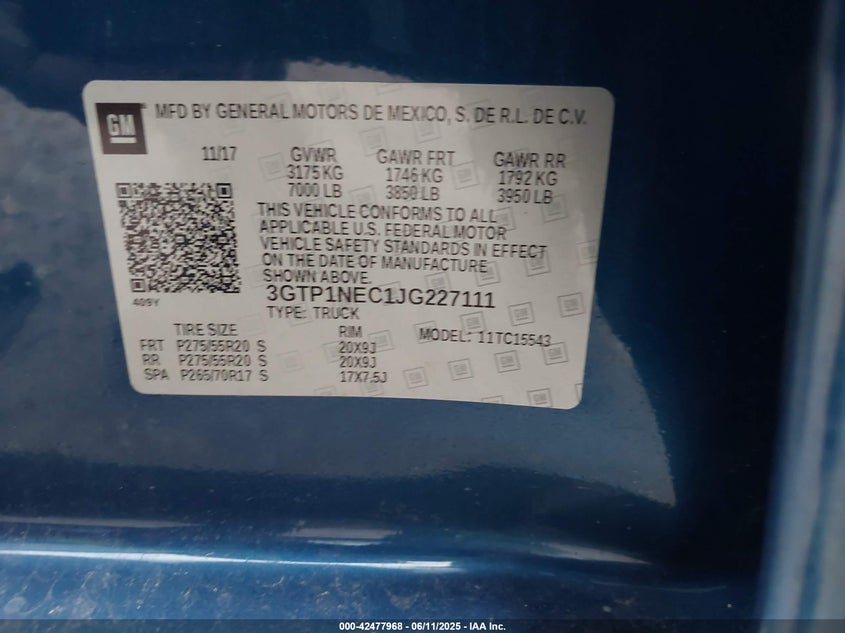 GM
MFD BY GENERAL MOTORS DE MEXICO, S. DE R.L. DE C.V.
11/17 GVWR GAWR FRT GAWR RR
3175 KG 1746 KG 1792 KG
7000 LB 3850 LB 3950 LB
THIS VEHICLE CONFORMS TO ALL
APPLICABLE U.S. FEDERAL MOTOR
VEHICLE SAFETY STANDARDS IN EFFECT
ON THE DATE OF MANUFACTURE
SHOWN ABOVE.
409Y
3GTP1NEC1JG227111
TYPE: TRUCK
TIRE SIZE RIM MODEL: 11TC15543
FRT P275/55R20 S 20X9J
RR P275/55R20 S 20X9J
SPA P265/70R17 S 17X7.5J
000-42477968 - 06/11/2025 - IAA Inc.